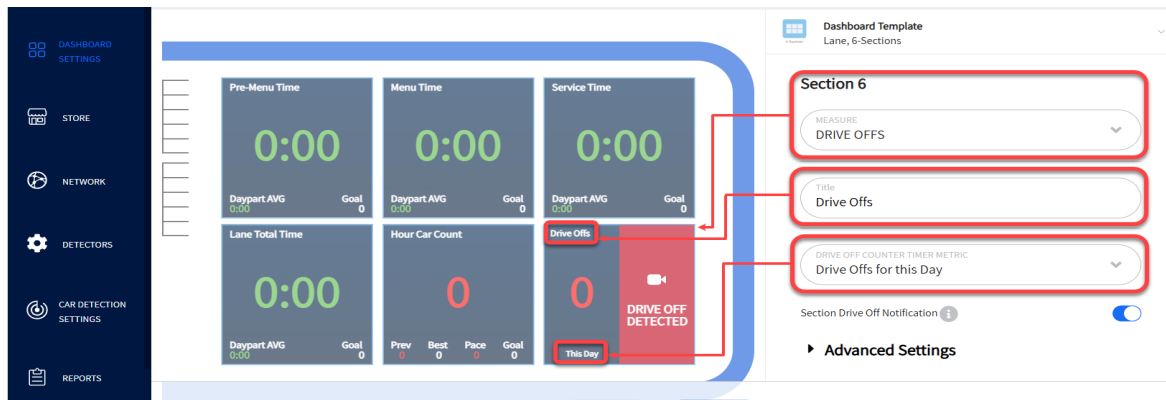 DASHBOARD
SETTINGS
STORE
NETWORK
DETECTORS
CAR DETECTION
SETTINGS
REPORTS
Pre-Menu Time
0:00
Daypart AVG Goal
0:00 0
Menu Time
0:00
Daypart AVG Goal
0:00 0
Service Time
0:00
Daypart AVG Goal
0:00 0
Lane Total Time
0:00
Daypart AVG Goal
0:00 0
Hour Car Count
0
Prev Best Pace Goal
0 0 0 0
Drive Offs
0
This Day
DRIVE OFF
DETECTED
Dashboard Template
Lane, 6-Sections
Section 6
MEASURE
DRIVE OFFS
Title
Drive Offs
DRIVE OFF COUNTER TIMER METRIC
Drive Offs for this Day
Section Drive Off Notification i
Advanced Settings